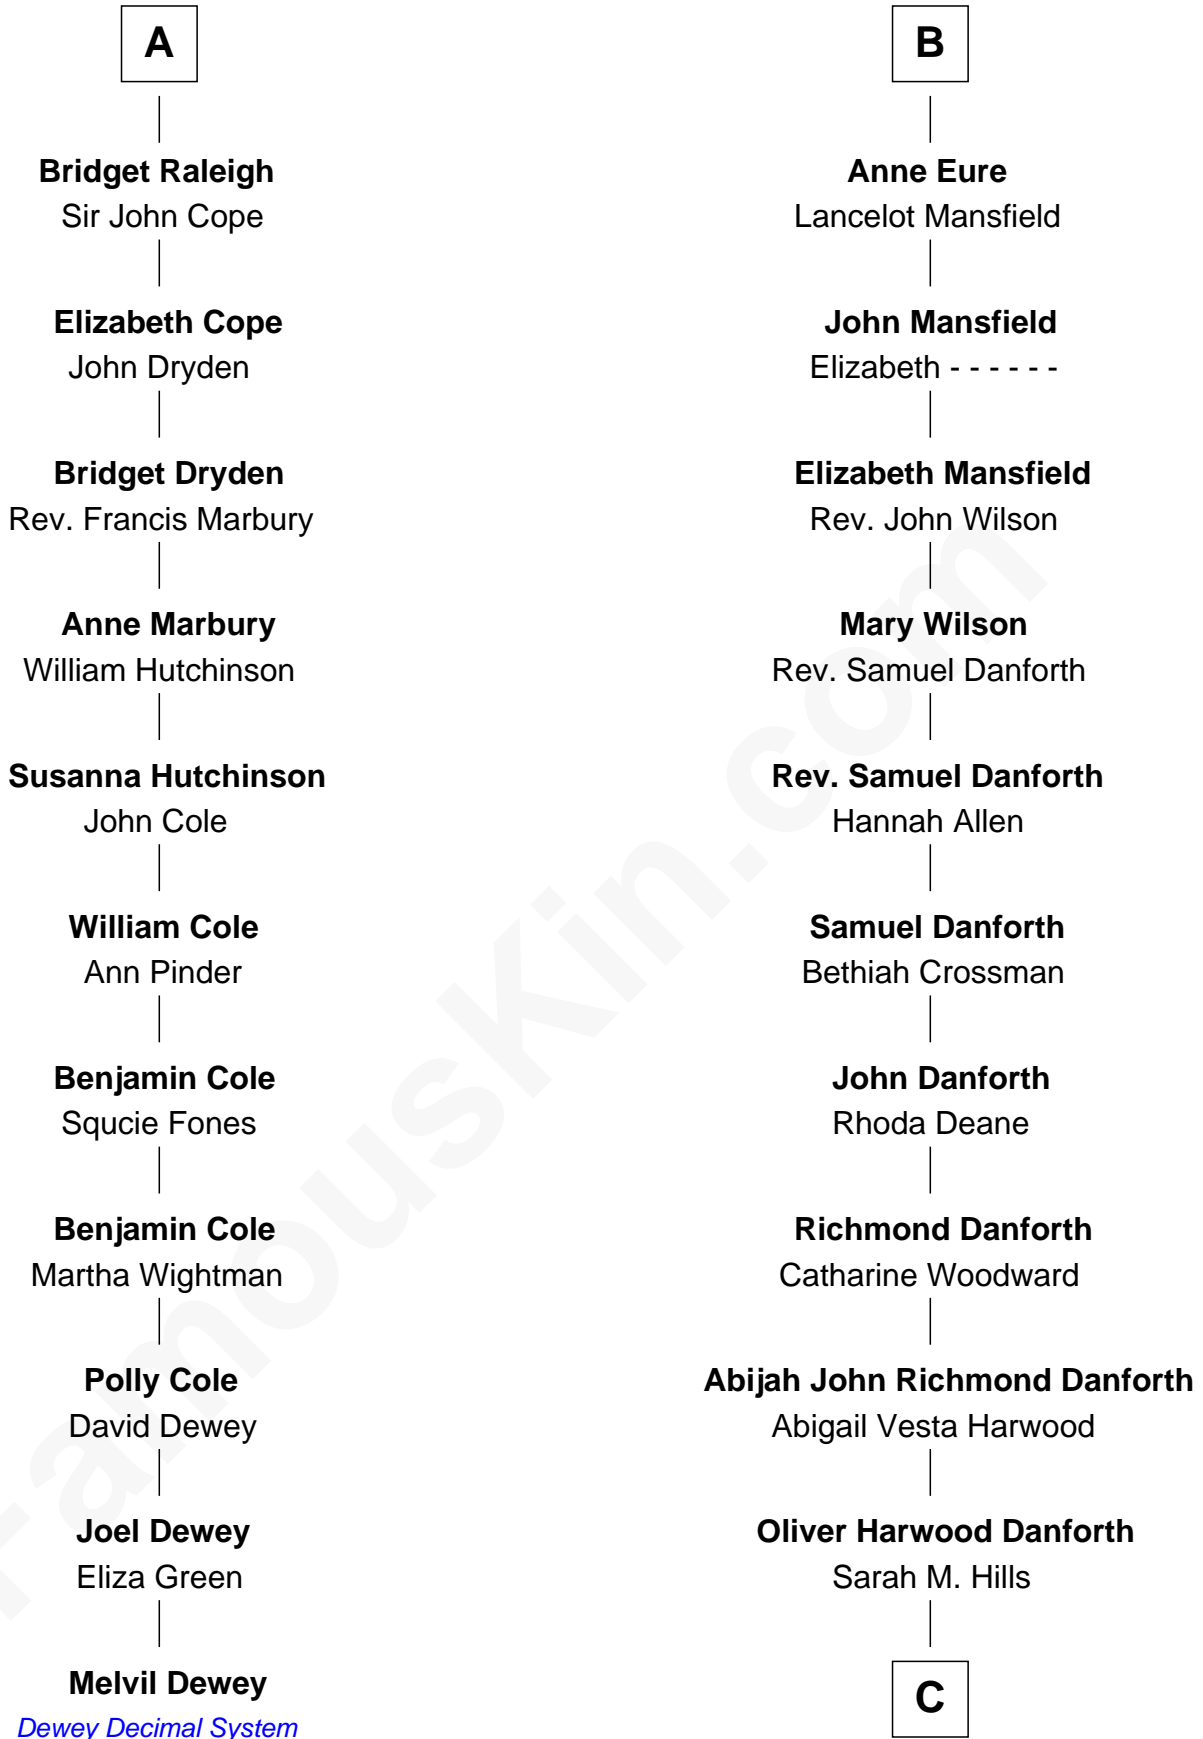 A
Bridget Raleigh
Sir John Cope
Elizabeth Cope
John Dryden
Bridget Dryden
Rev. Francis Marbury
Anne Marbury
William Hutchinson
Susanna Hutchinson
John Cole
William Cole
Ann Pinder
Benjamin Cole
Squcie Fones
Benjamin Cole
Martha Wightman
Polly Cole
David Dewey
Joel Dewey
Eliza Green
Melvil Dewey
Dewey Decimal System
B
Anne Eure
Lancelot Mansfield
John Mansfield
Elizabeth - - - - - -
Elizabeth Mansfield
Rev. John Wilson
Mary Wilson
Rev. Samuel Danforth
Rev. Samuel Danforth
Hannah Allen
Samuel Danforth
Bethiah Crossman
John Danforth
Rhoda Deane
Richmond Danforth
Catharine Woodward
Abijah John Richmond Danforth
Abigail Vesta Harwood
Oliver Harwood Danforth
Sarah M. Hills
C
FamousKin.com